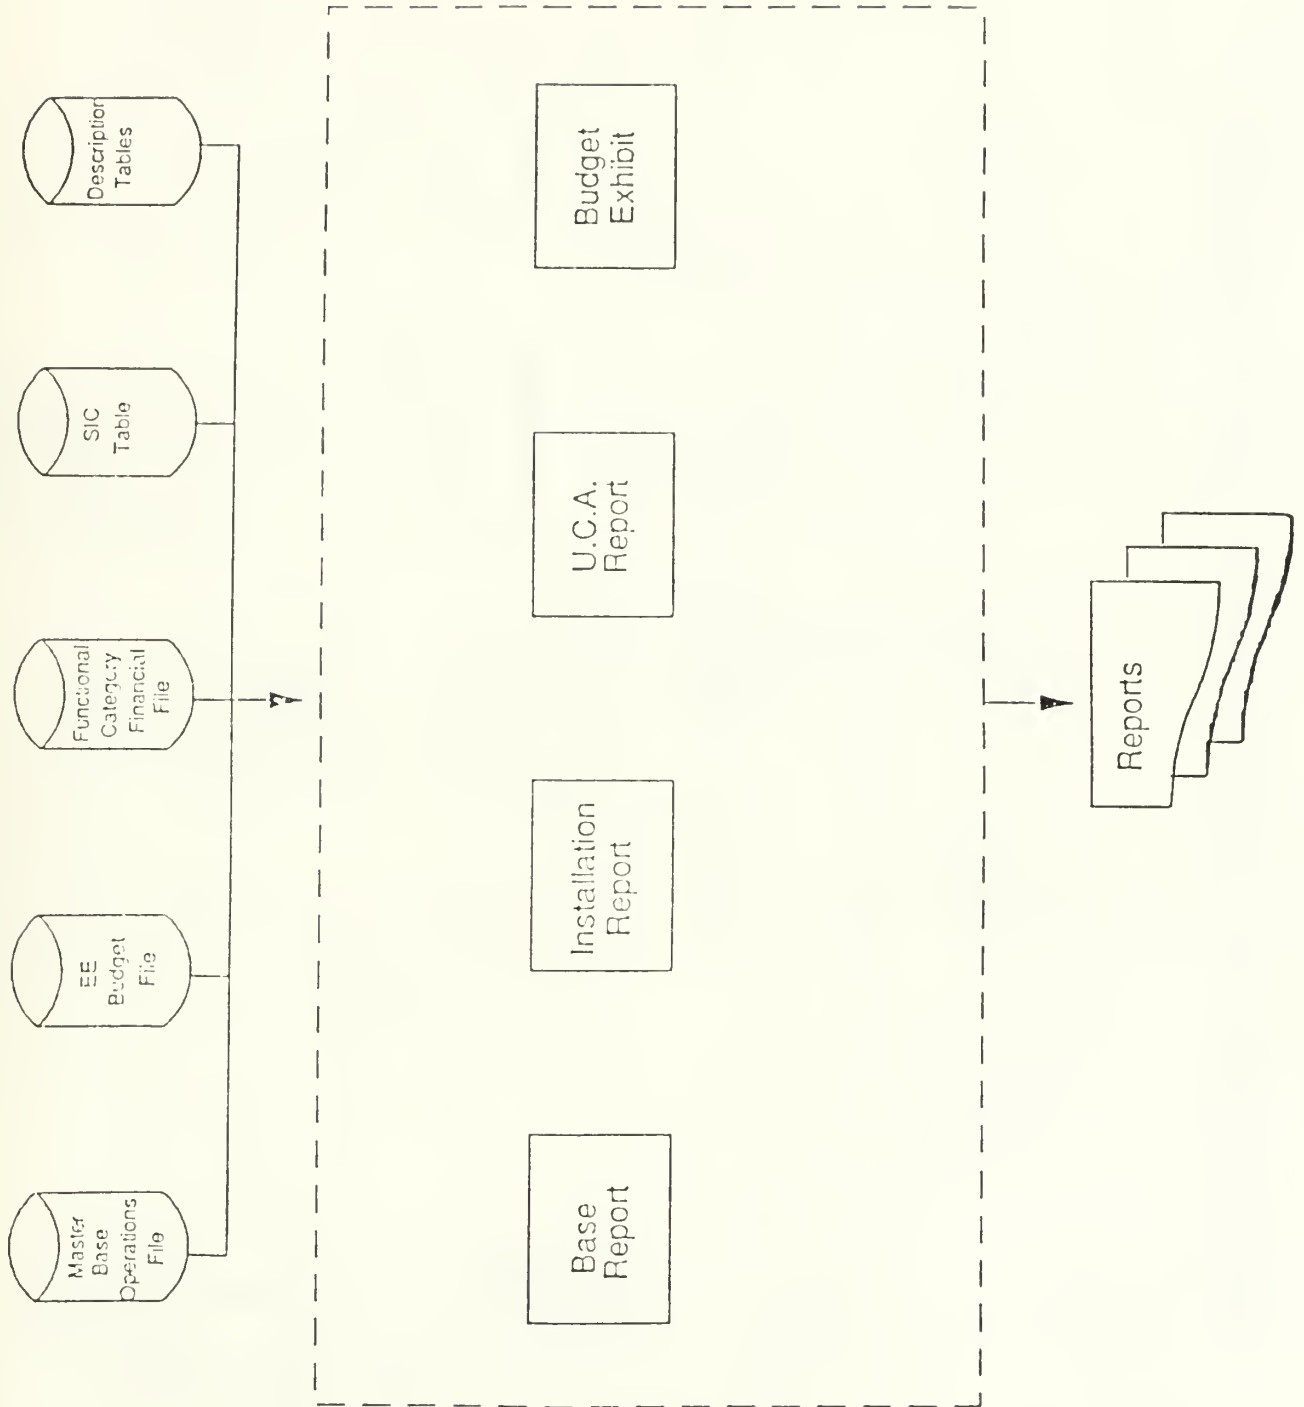 Master
Base
Operations
File
EE
Budget
File
Functional
Category
Financial
File
SIC
Table
Description
Tables
Base
Report
Installation
Report
U.C.A.
Report
Budget
Exhibit
Reports